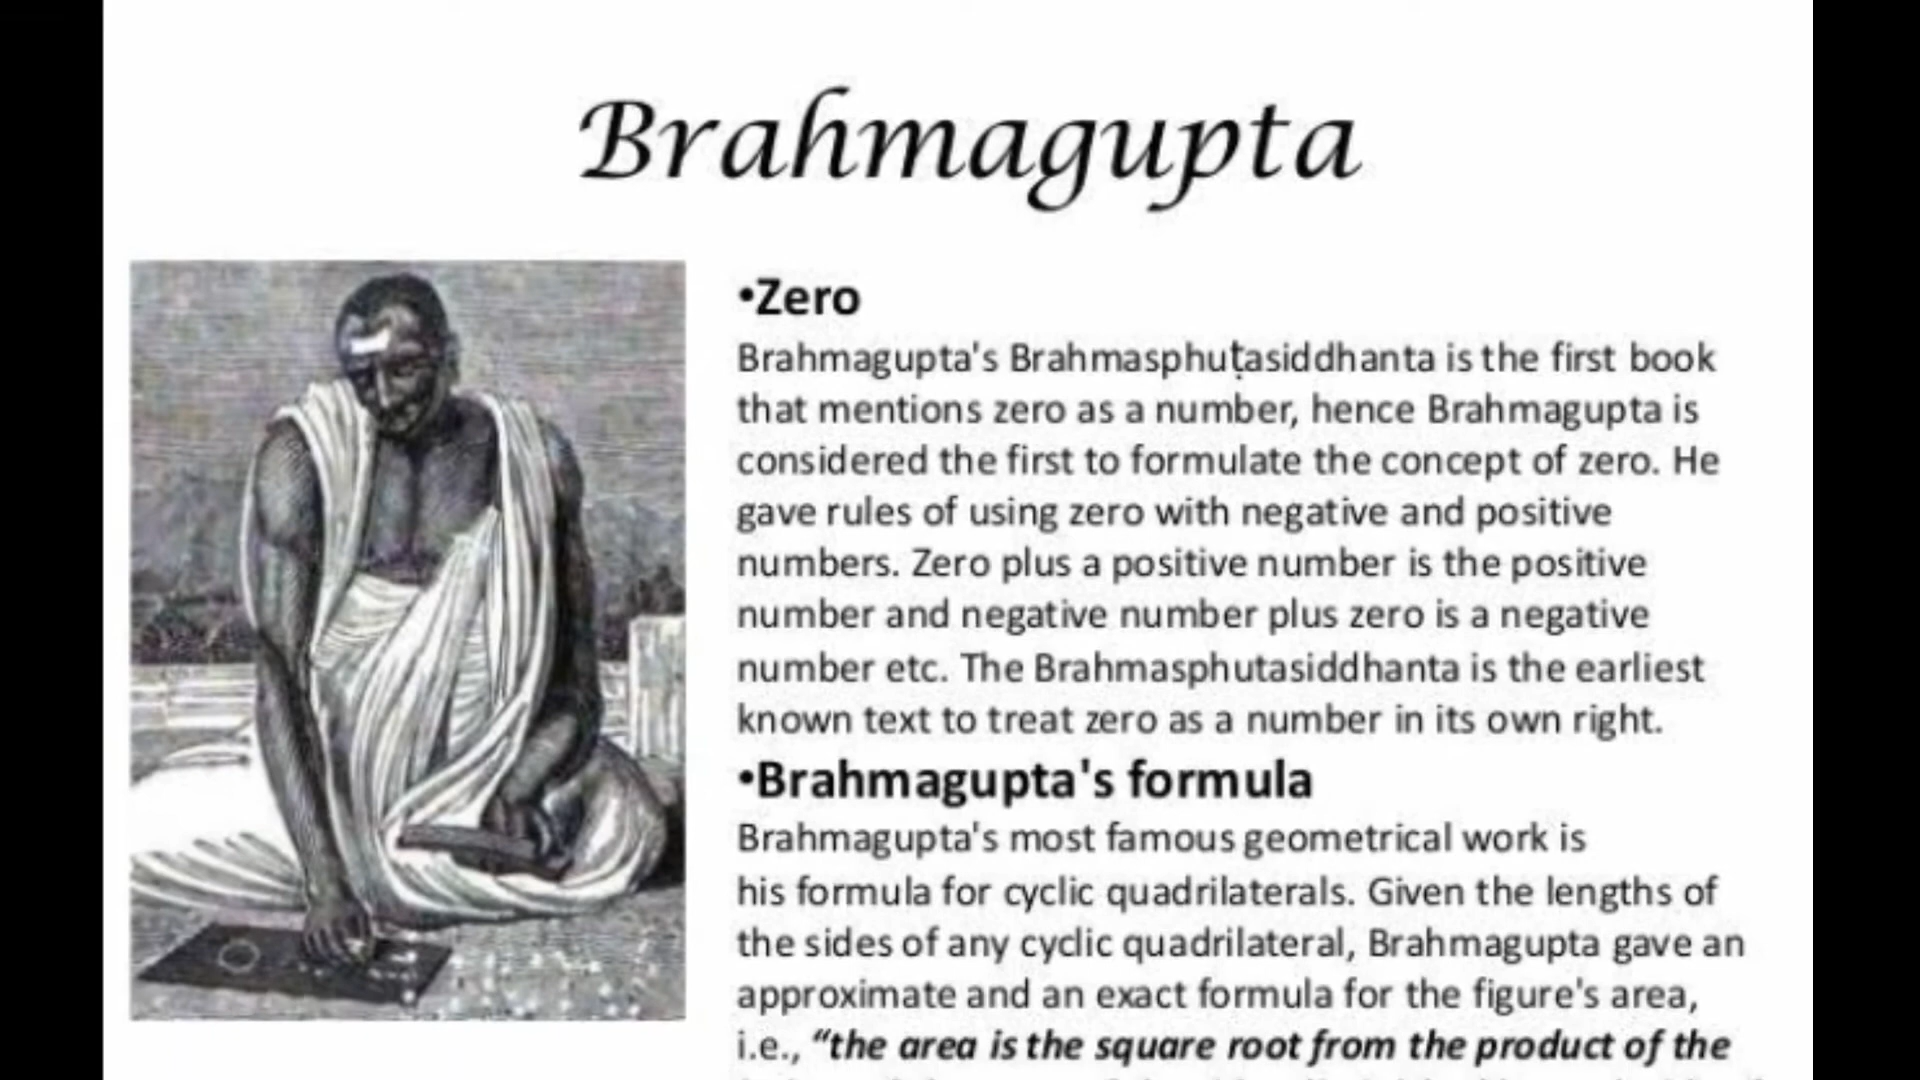 Brahmagupta
•Zero
Brahmagupta's Brahmasphuṭasiddhanta is the first book
that mentions zero as a number, hence Brahmagupta is
considered the first to formulate the concept of zero. He
gave rules of using zero with negative and positive
numbers. Zero plus a positive number is the positive
number and negative number plus zero is a negative
number etc. The Brahmasphutasiddhanta is the earliest
known text to treat zero as a number in its own right.
•Brahmagupta's formula
Brahmagupta's most famous geometrical work is
his formula for cyclic quadrilaterals. Given the lengths of
the sides of any cyclic quadrilateral, Brahmagupta gave an
approximate and an exact formula for the figure's area,
i.e., “the area is the square root from the product of the